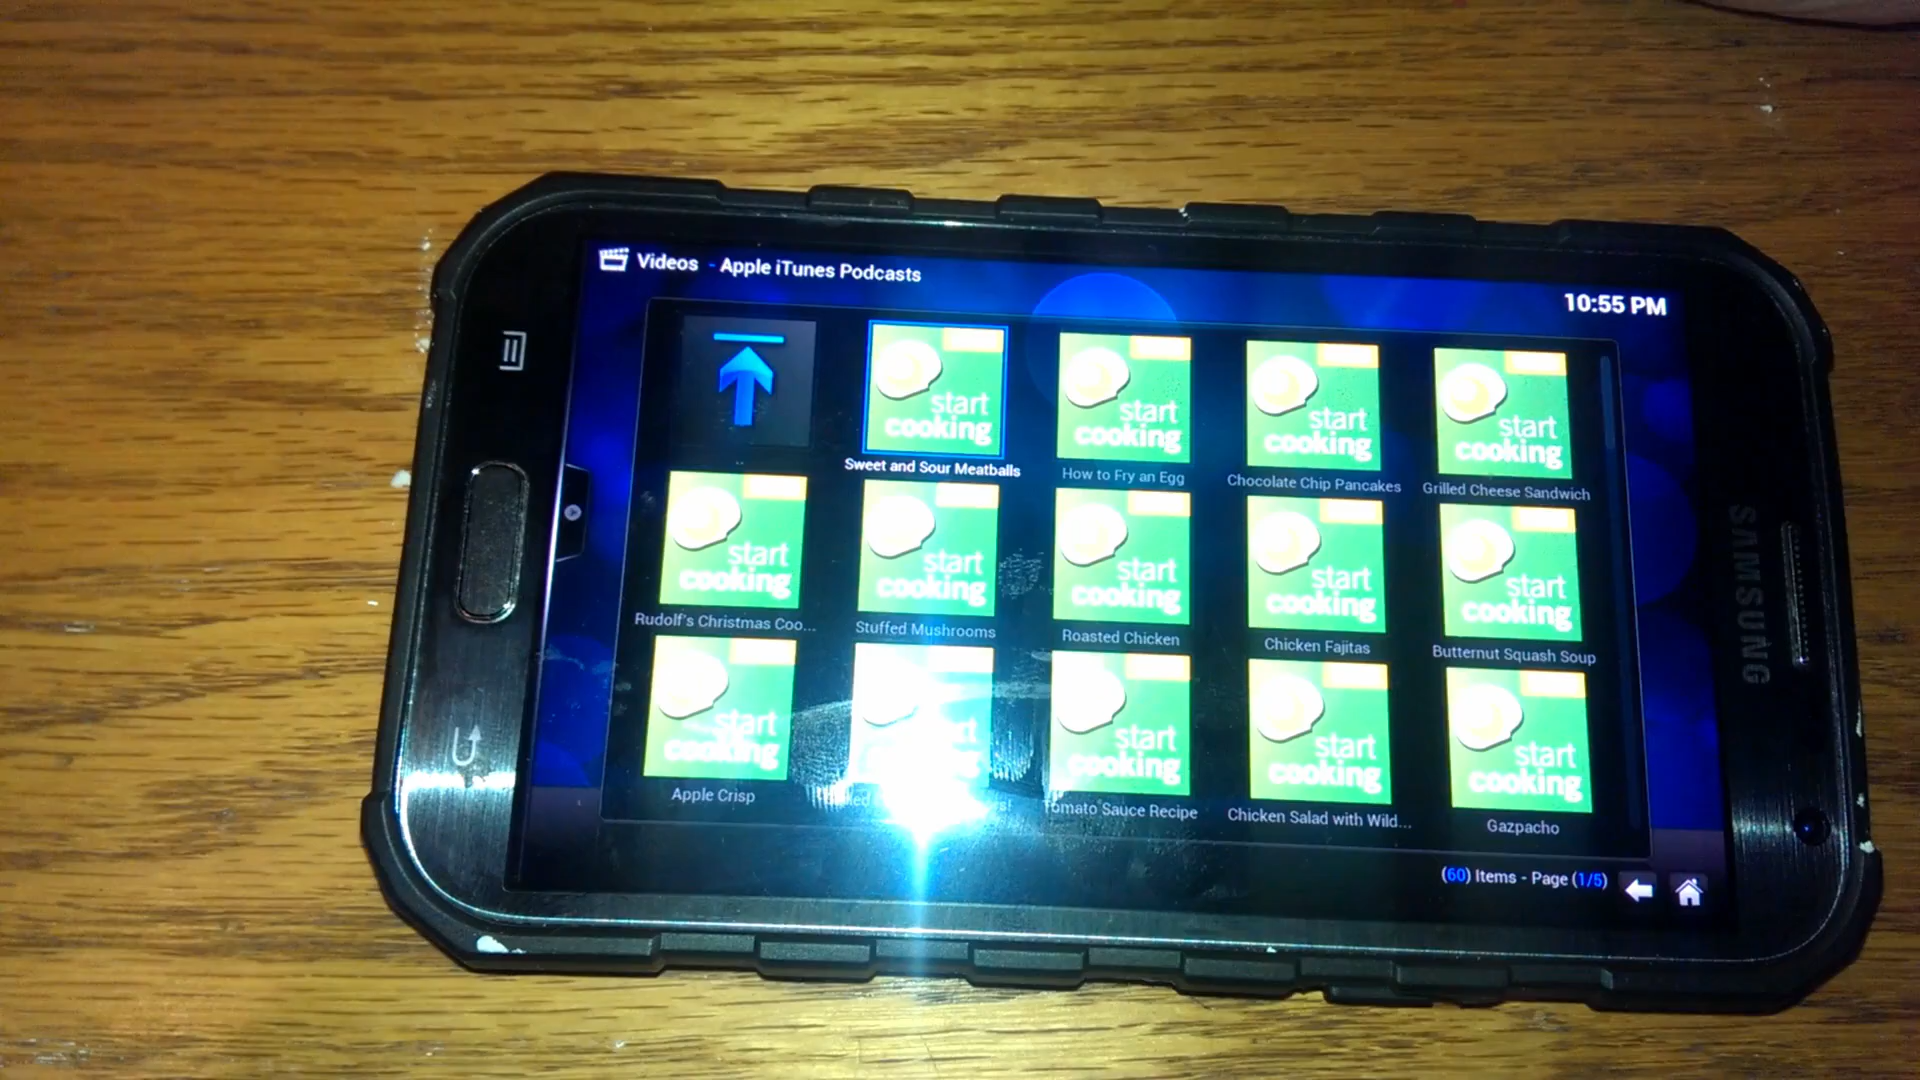 Videos - Apple iTunes Podcasts
10:55 PM
start
cooking
start
cooking
start
cooking
start
cooking
..
Sweet and Sour Meatballs
How to Fry an Egg
Chocolate Chip Pancakes
Grilled Cheese Sandwich
start
cooking
start
cooking
start
cooking
start
cooking
start
cooking
Rudolf's Christmas Coo...
Stuffed Mushrooms
Roasted Chicken
Chicken Fajitas
Butternut Squash Soup
start
cooking
start
cooking
start
cooking
start
cooking
Apple Crisp
Tomato Sauce Recipe
Chicken Salad with Wild...
Gazpacho
(60) Items - Page (1/5)
SAMSUNG